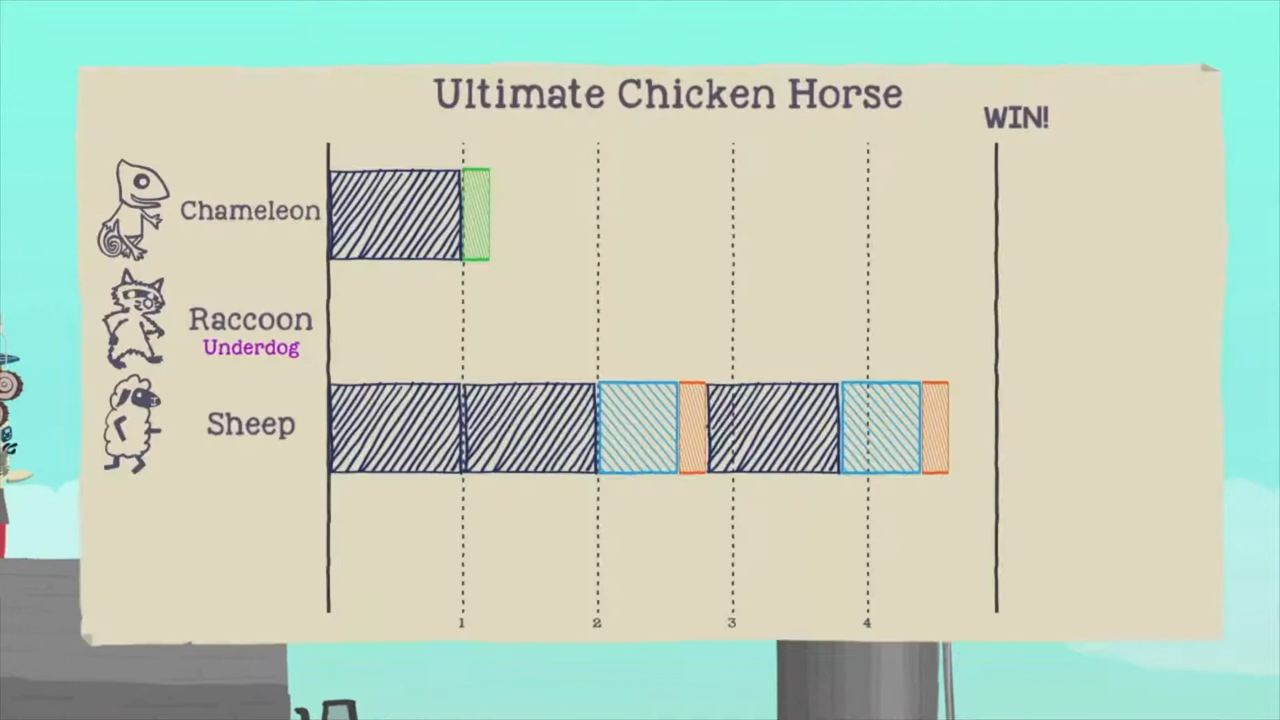 Ultimate Chicken Horse
WIN!
Chameleon
Raccoon
Underdog
Sheep
1 2 3 4